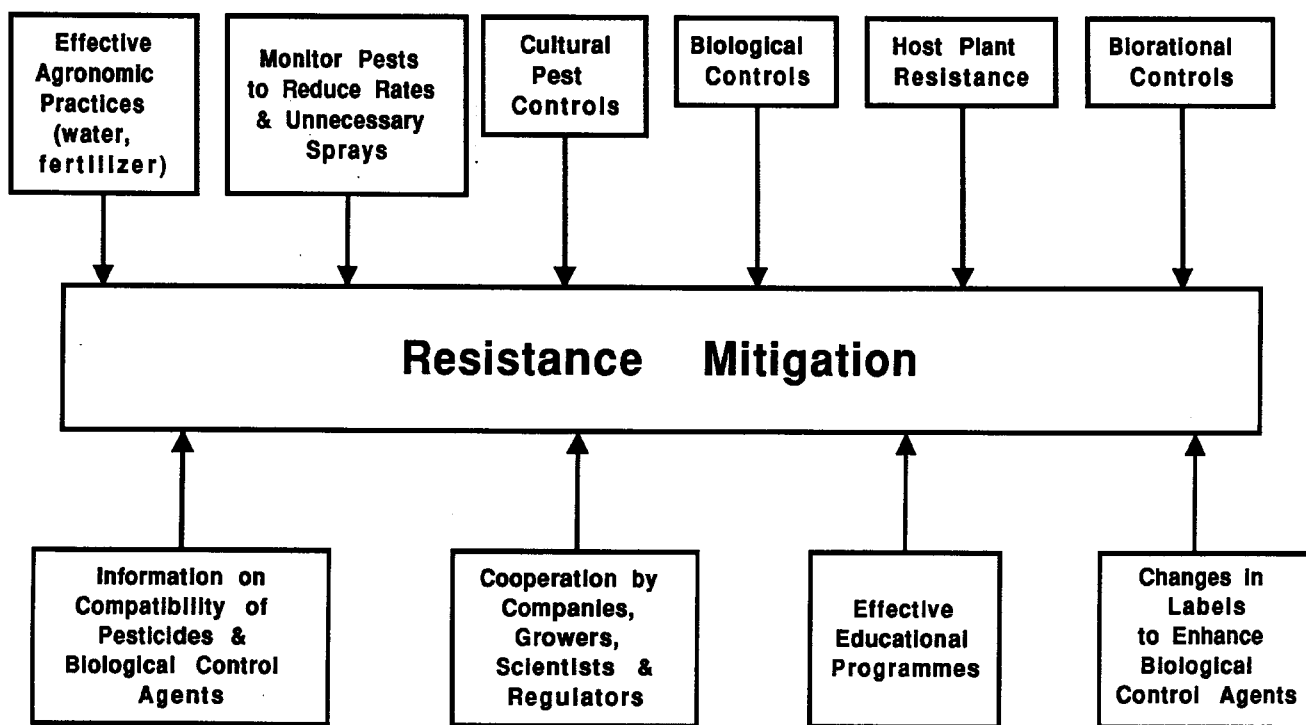 Effective
Agronomic
Practices
(water,
fertilizer)
Monitor Pests
to Reduce Rates
& Unnecessary
Sprays
Cultural
Pest
Controls
Biological
Controls
Host Plant
Resistance
Biorational
Controls
Resistance Mitigation
Information on
Compatibility of
Pesticides &
Biological Control
Agents
Cooperation by
Companies,
Growers,
Scientists &
Regulators
Effective
Educational
Programmes
Changes in
Labels
to Enhance
Biological
Control Agents